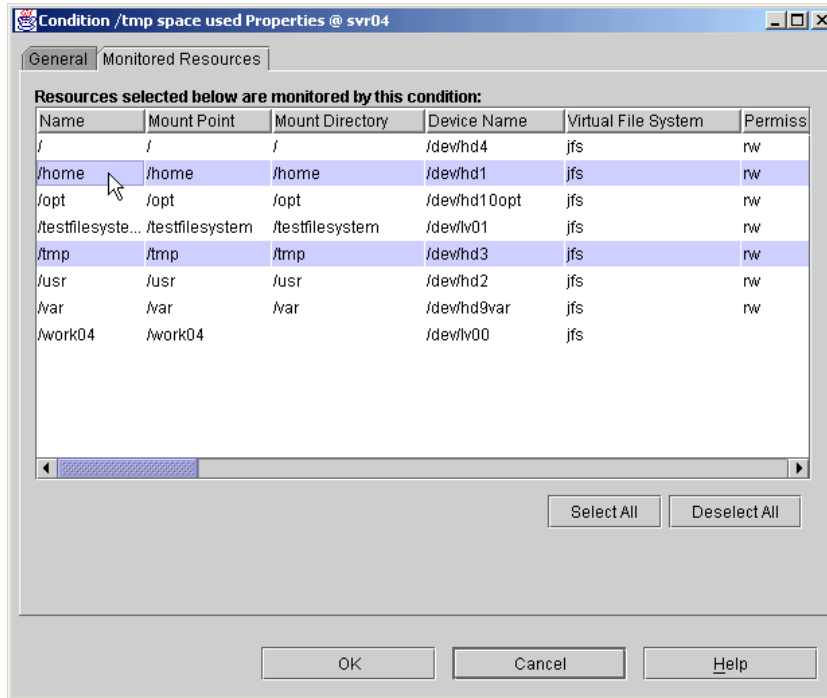 Condition /tmp space used Properties @ svr04
General Monitored Resources
Resources selected below are monitored by this condition:
Name Mount Point Mount Directory Device Name Virtual File System Permiss
/ / / /dev/hd4 jfs rw
/home /home /home /dev/hd1 jfs rw
/opt /opt /opt /dev/hd10opt jfs rw
/testfilesyste... /testfilesystem /testfilesystem /dev/lv01 jfs rw
/tmp /tmp /tmp /dev/hd3 jfs rw
/usr /usr /usr /dev/hd2 jfs rw
/var /var /var /dev/hd9var jfs rw
/work04 /work04 /dev/lv00 jfs
Select All Deselect All
OK Cancel Help